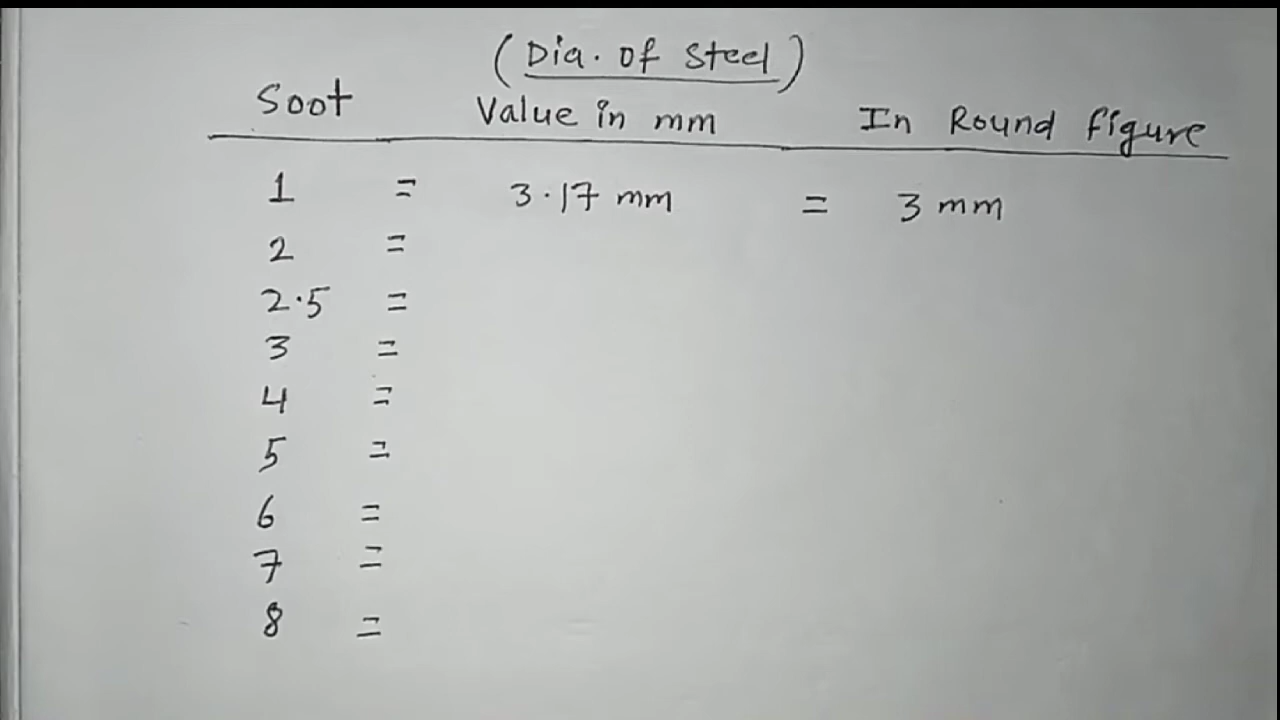 (Dia. of Steel)
Soot Value in mm In Round figure
1 = 3.17 mm = 3 mm
2 =
2.5 =
3 =
4 =
5 =
6 =
7 =
8 =